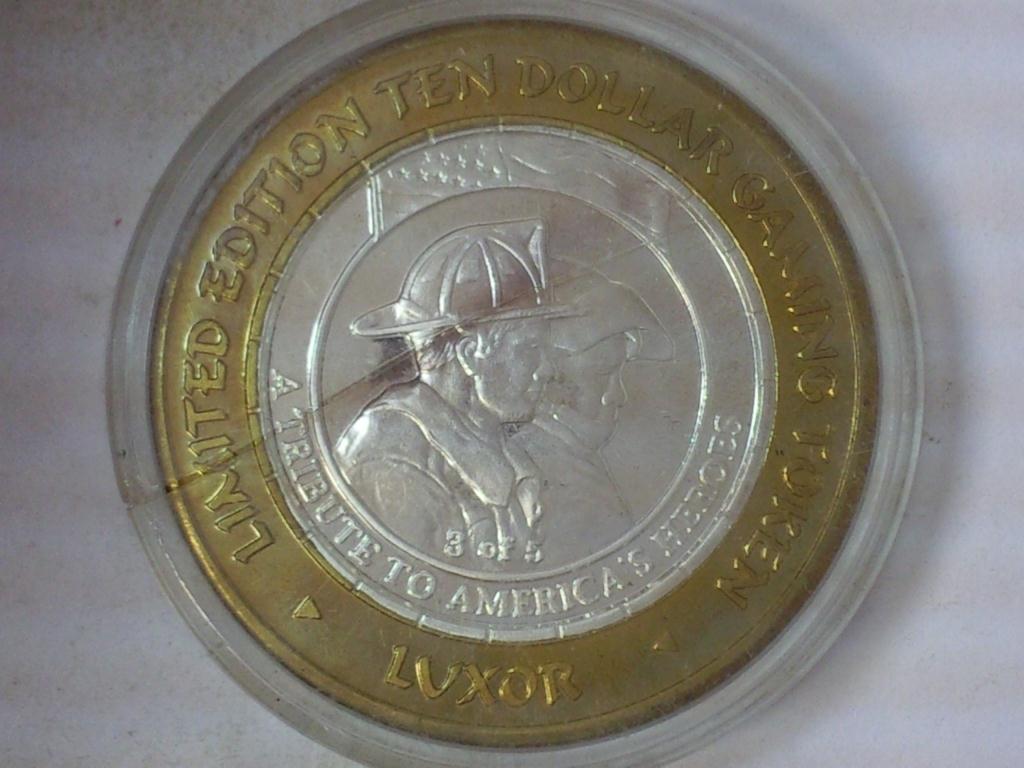 LIMITED EDITION TEN DOLLAR GAMING TOKEN
LUXOR
A TRIBUTE TO AMERICA'S HEROES
3 of 5